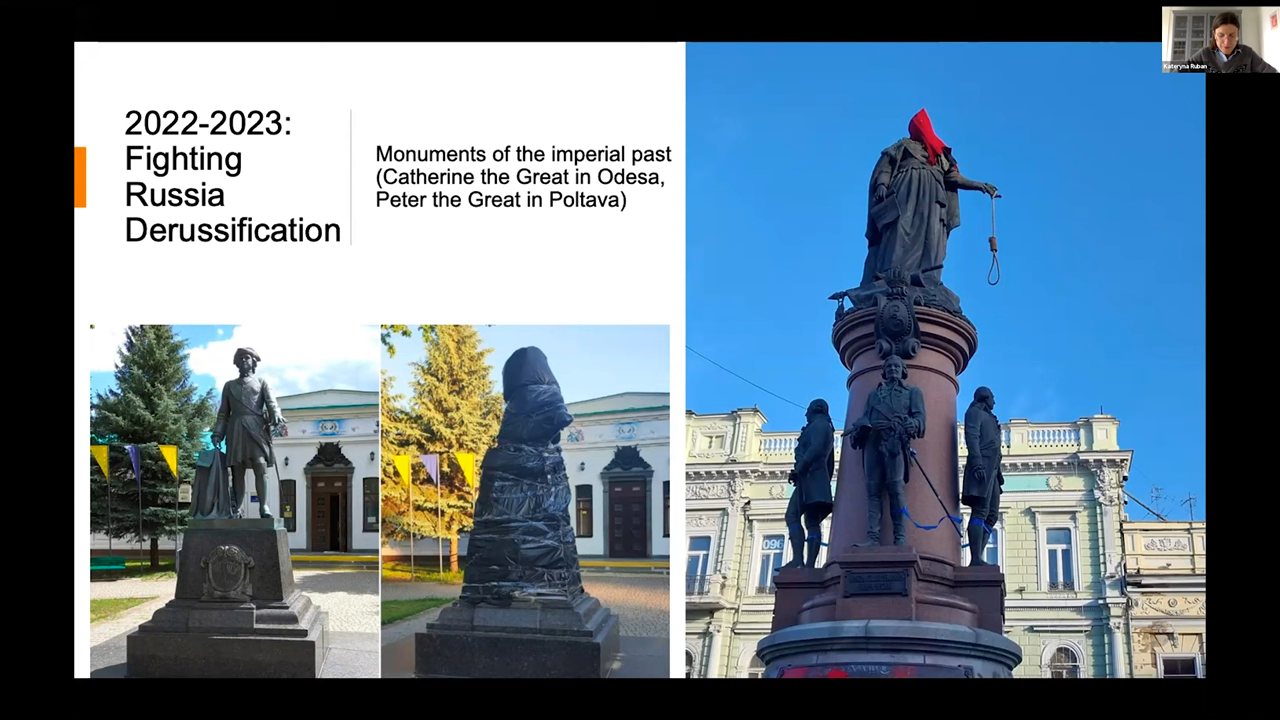 2022-2023:
Fighting
Russia
Derussification
Monuments of the imperial past
(Catherine the Great in Odesa,
Peter the Great in Poltava)
Kateryna Ruban
096